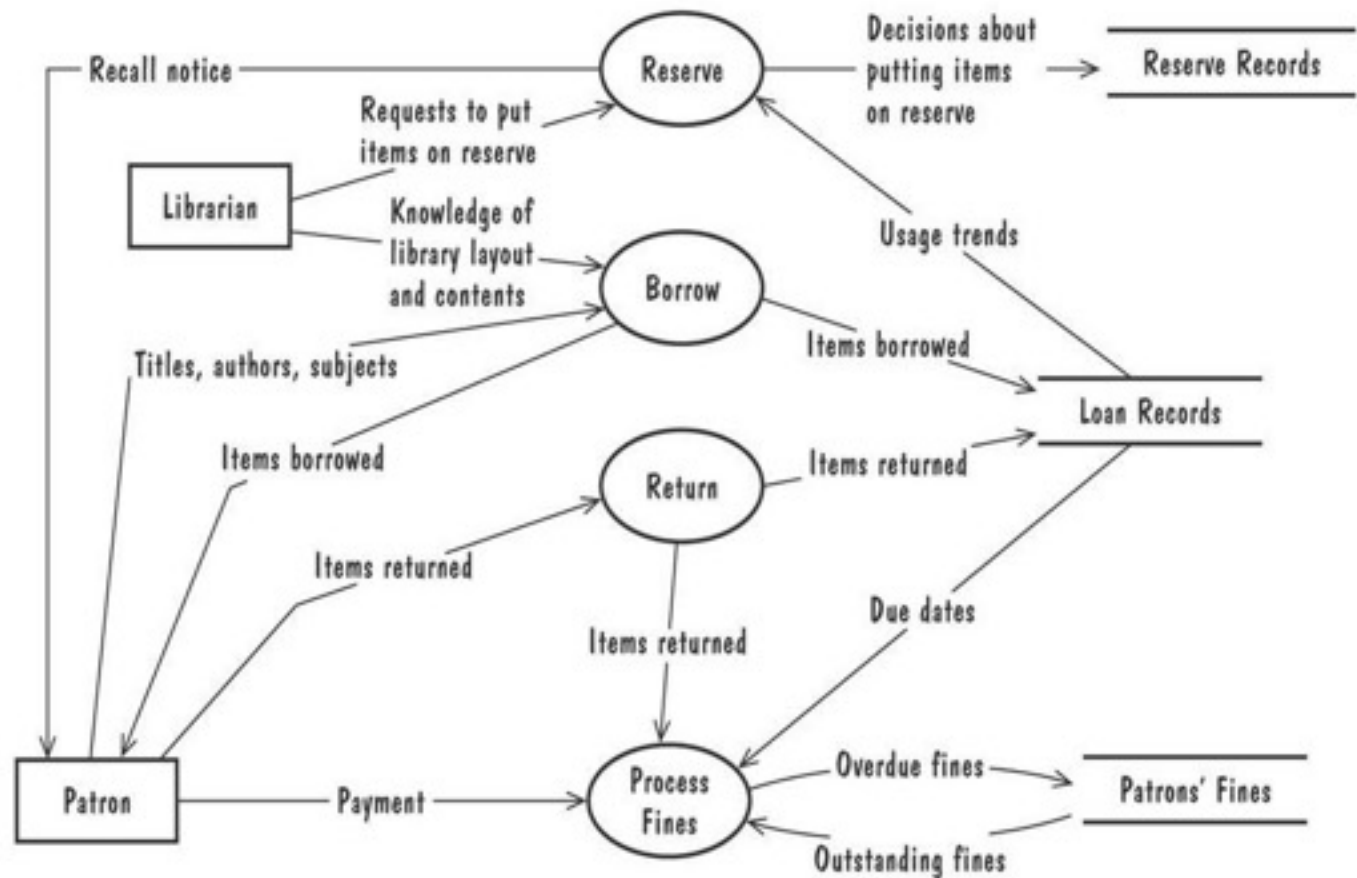 Recall notice
Reserve
Decisions about
putting items
on reserve
Reserve Records
Requests to put
items on reserve
Librarian
Knowledge of
library layout
and contents
Usage trends
Borrow
Items borrowed
Titles, authors, subjects
Loan Records
Items borrowed
Return
Items returned
Items returned
Due dates
Items returned
Patron
Payment
Process
Fines
Overdue fines
Patrons' Fines
Outstanding fines